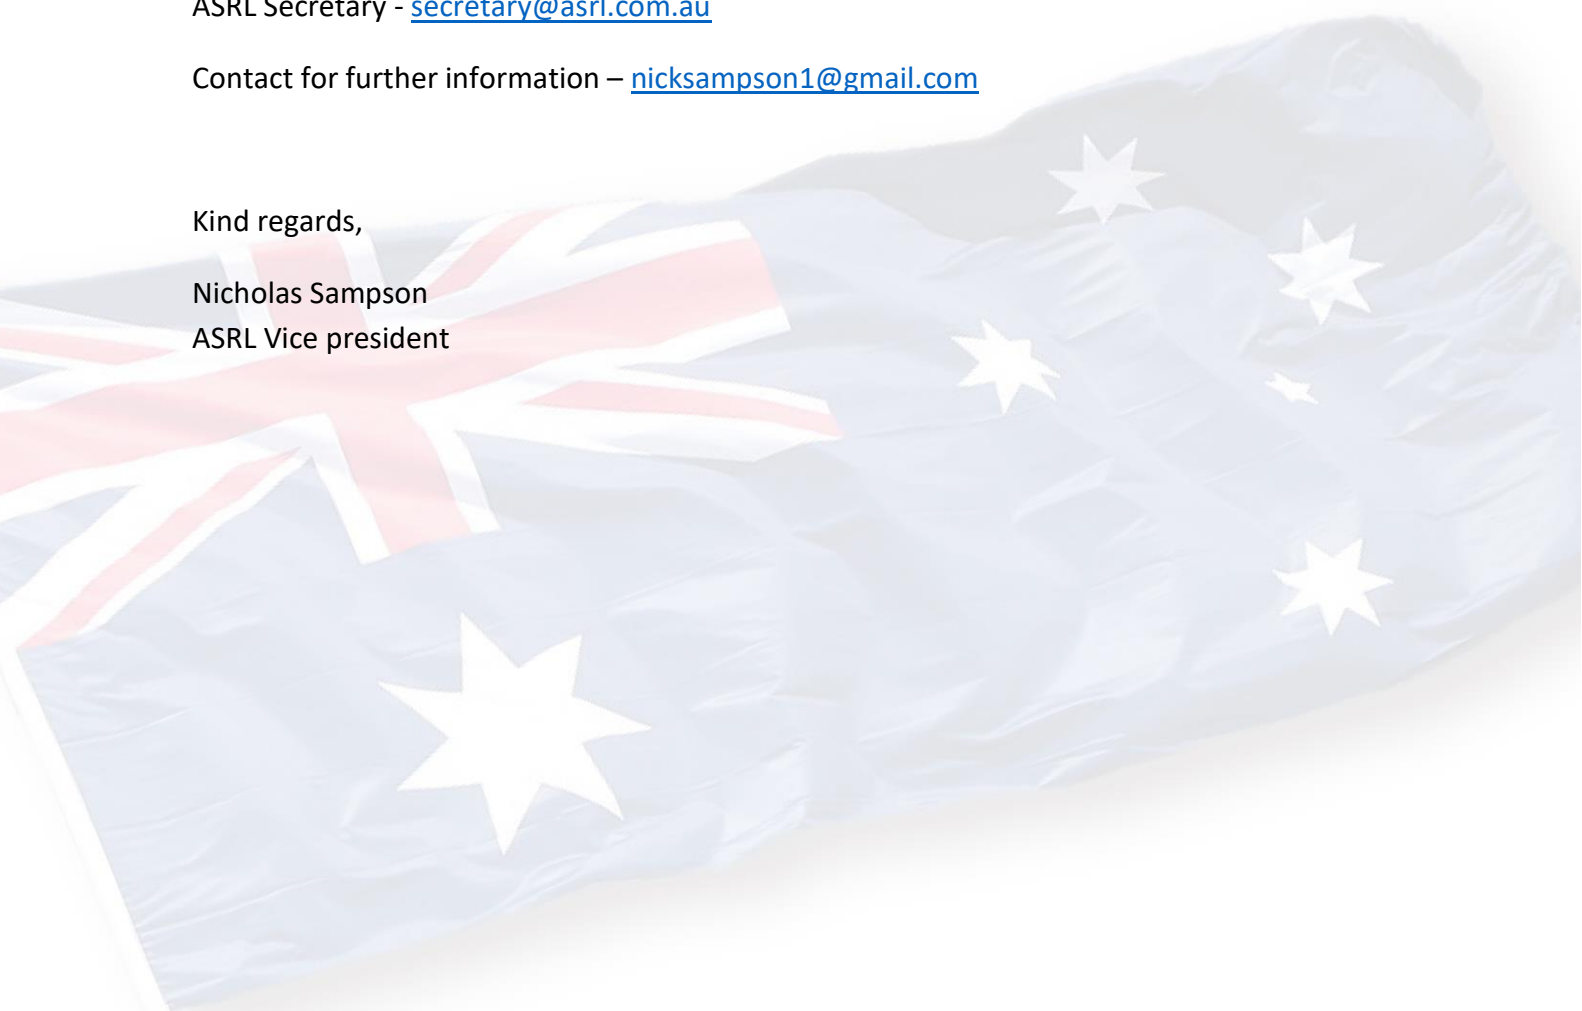 ASRL Secretary - secretary@asrl.com.au
Contact for further information – nicksampson1@gmail.com
Kind regards,
Nicholas Sampson
ASRL Vice president